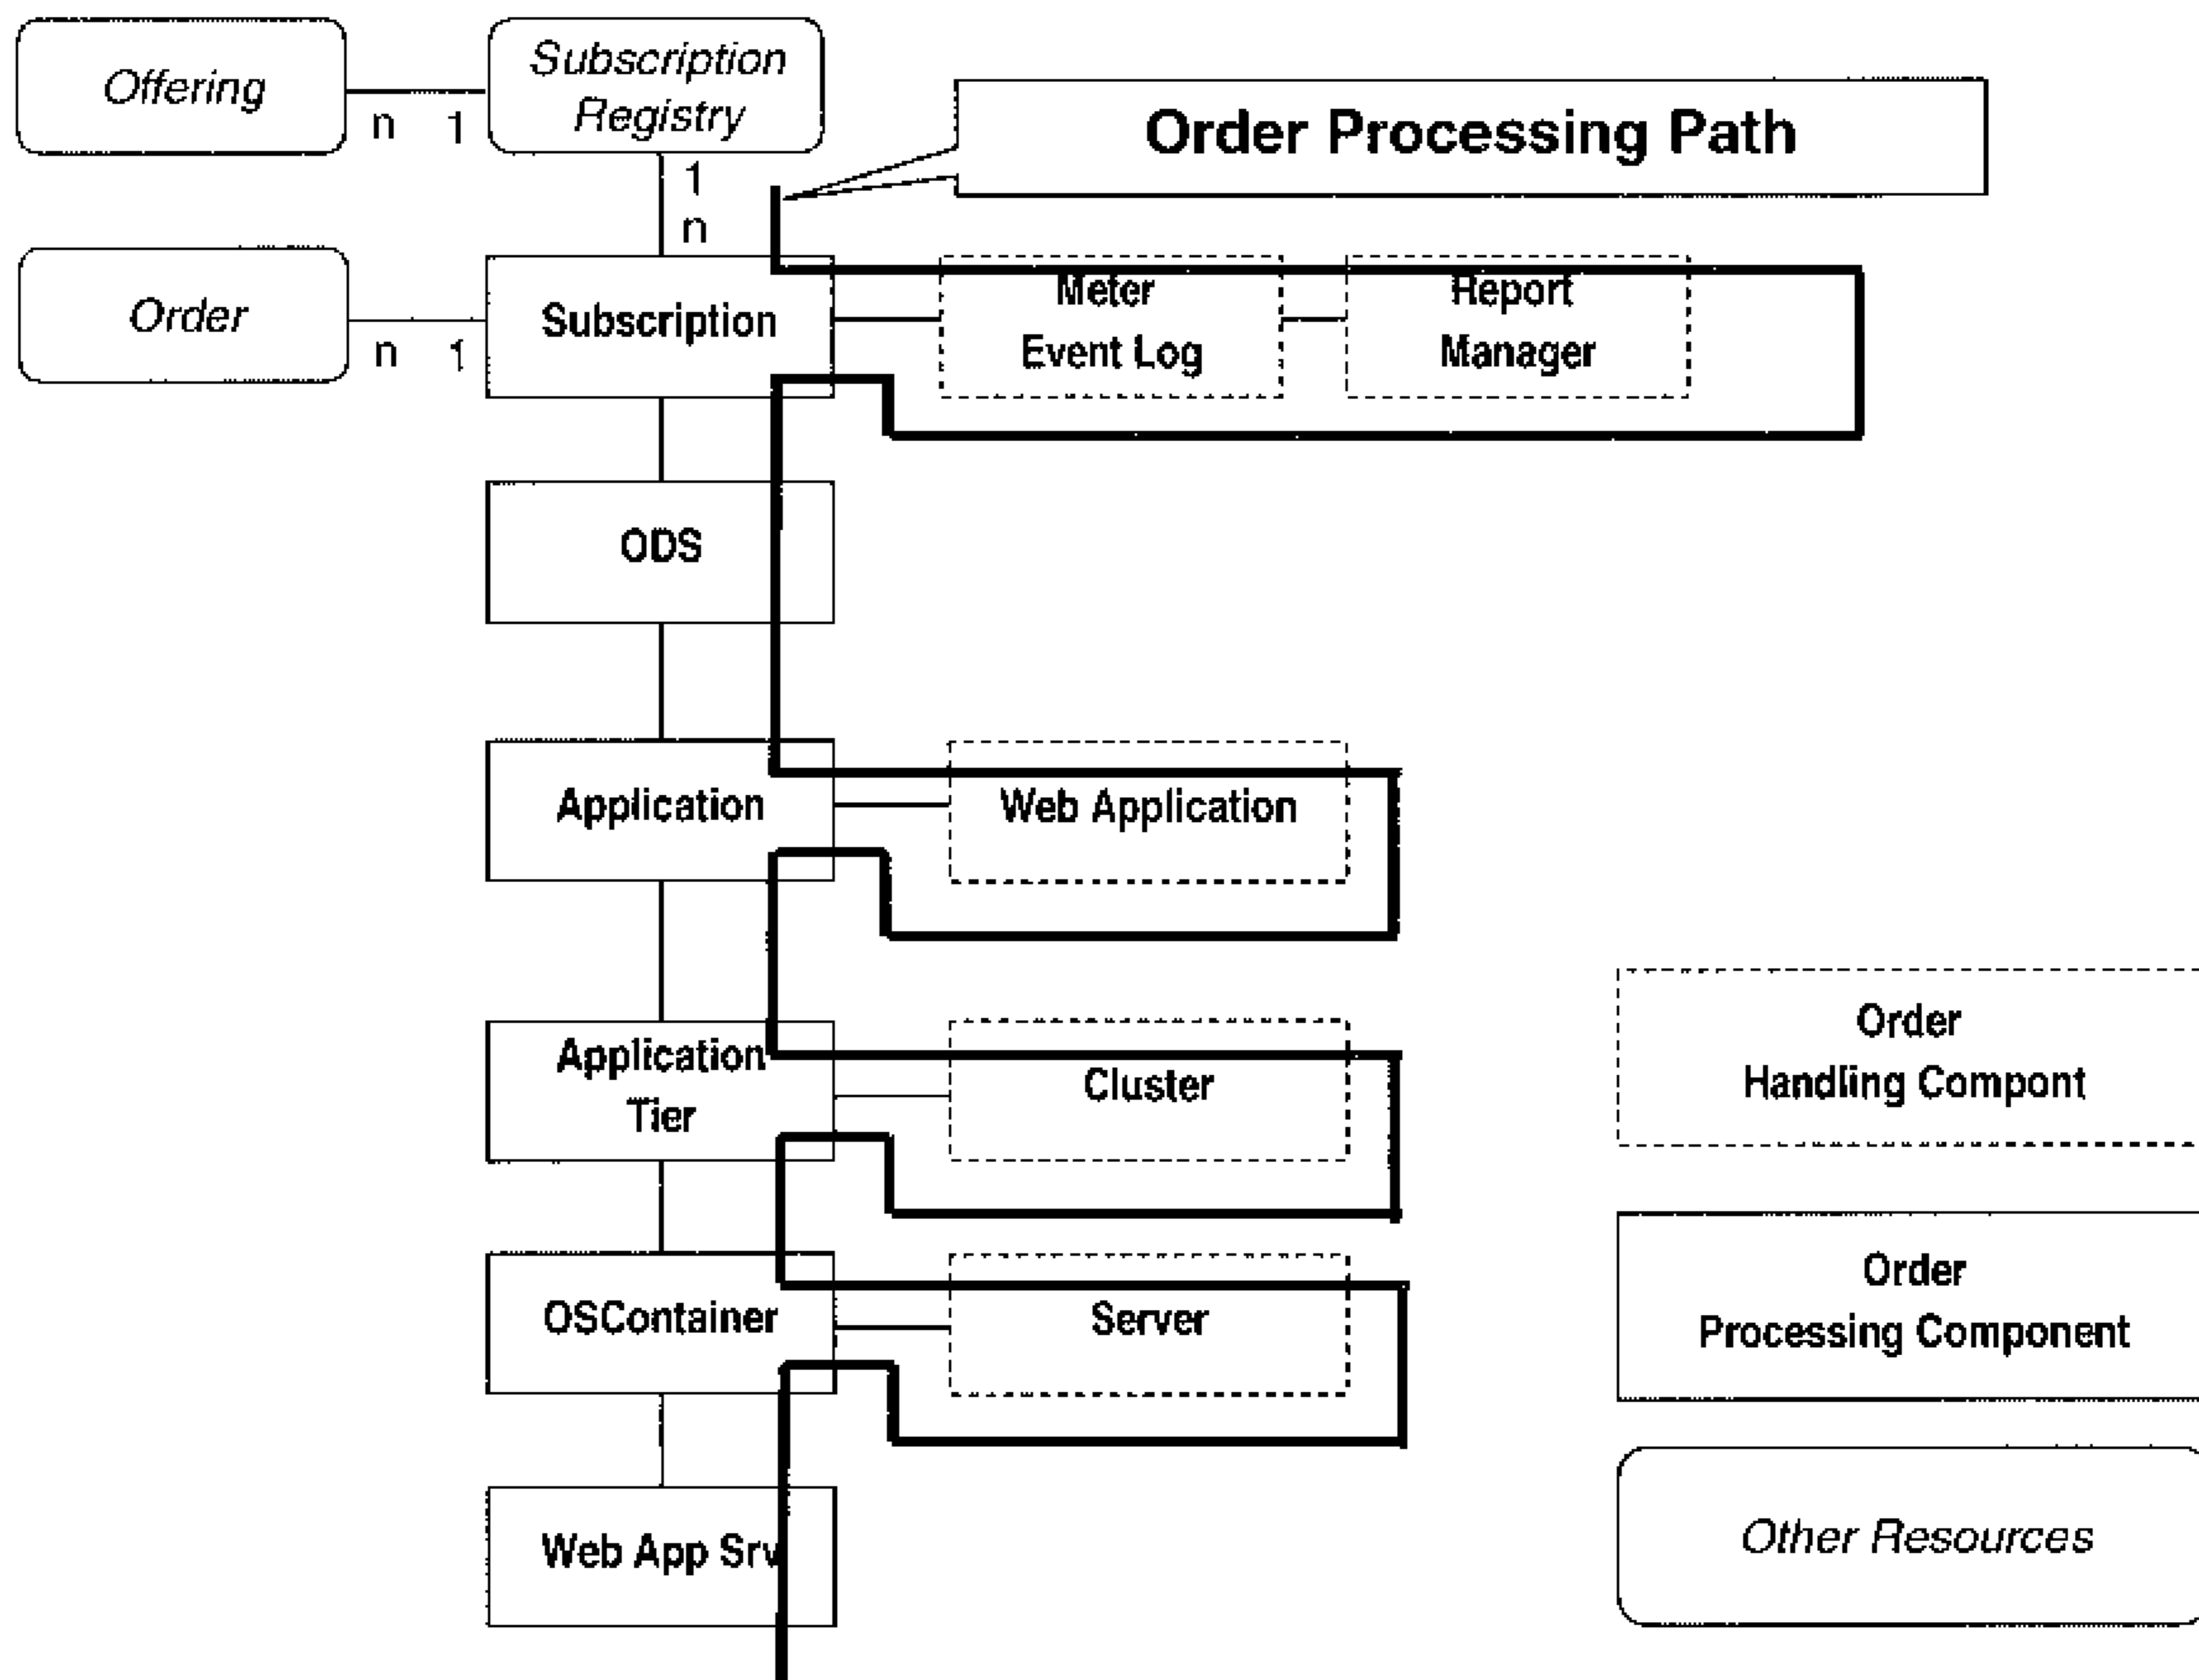 Offering
n 1
Subscription
Registry
Order Processing Path
1
n
Order
n 1
Subscription
Meter
Event Log
Report
Manager
ODS
Application
Web Application
Application
Tier
Cluster
Order
Handling Compont
OSContainer
Server
Order
Processing Component
Web App Srv
Other Resources